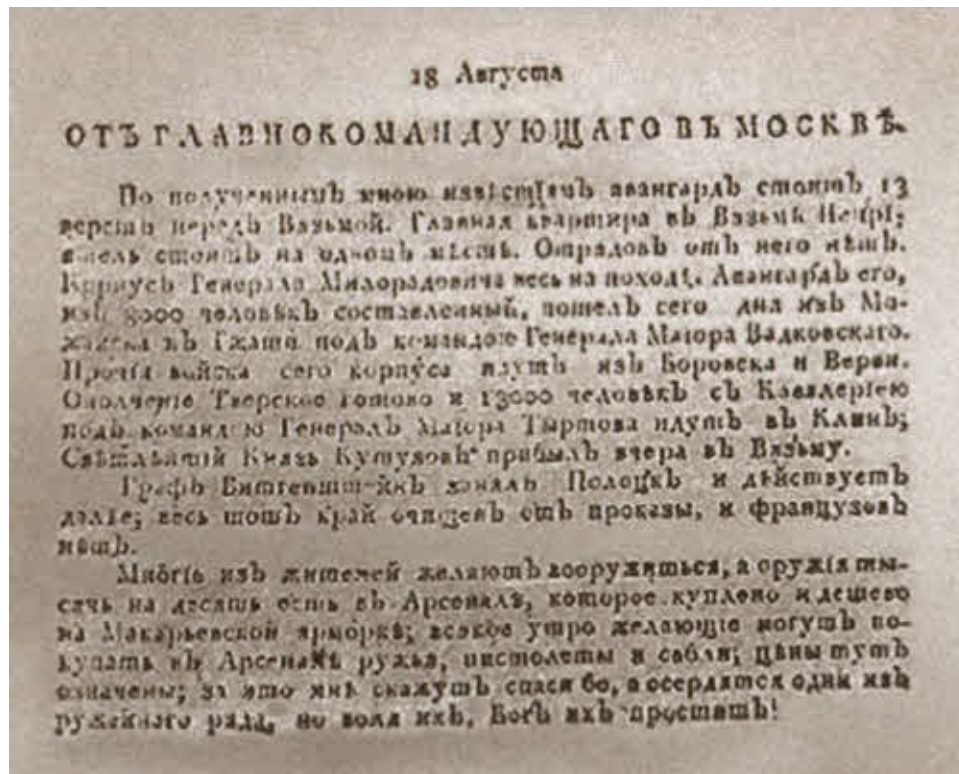 18 Августа
ОТЪ ГЛАВНОКОМАНДУЮЩАГО ВЪ МОСКВѢ.
По полученнымъ мною извѣстіямъ авангардъ стоитъ 13
верстъ передъ Вязьмой. Главная квартира въ Вязьмѣ Непрі;
ятель стоитъ на одномъ мѣстѣ. Отрядовъ отъ него нѣтъ.
Корпусъ Генерала Милорадовича весь на походѣ. Авангардъ его,
изъ 8000 человѣкъ составленный, пошелъ сего дня изъ Мо-
жайска къ Гжати подъ командою Генерала Маіора Вадковскаго.
Прочія войска сего корпуса идутъ изъ Боровска и Вереи.
Ополченіе Тверское готово и 13000 человѣкъ съ Кавалеріею
подъ командою Генералъ Маіора Тыртова идутъ въ Клинъ;
Свѣтлѣйшій Князь Кутузовъ прибылъ вчера въ Вязьму.
Графъ Витгенштейнъ занялъ Полоцкъ и дѣйствуетъ
далѣе; весь тотъ край очищенъ отъ проказы, и французовъ
нѣтъ.
Многіе изъ жителей желаютъ вооружиться, а оружія ты-
сячь на десять есть въ Арсеналѣ, которое куплено и дешево
на Макарьевской ярморкѣ; всякое утро желающіе могутъ по-
купать въ Арсеналѣ ружья, пистолеты и сабли; цѣны тутъ
означены; за это мнѣ скажутъ спасибо, а осердятся одни изъ
ружейнаго ряда, но воля ихъ, Богъ ихъ проститъ!